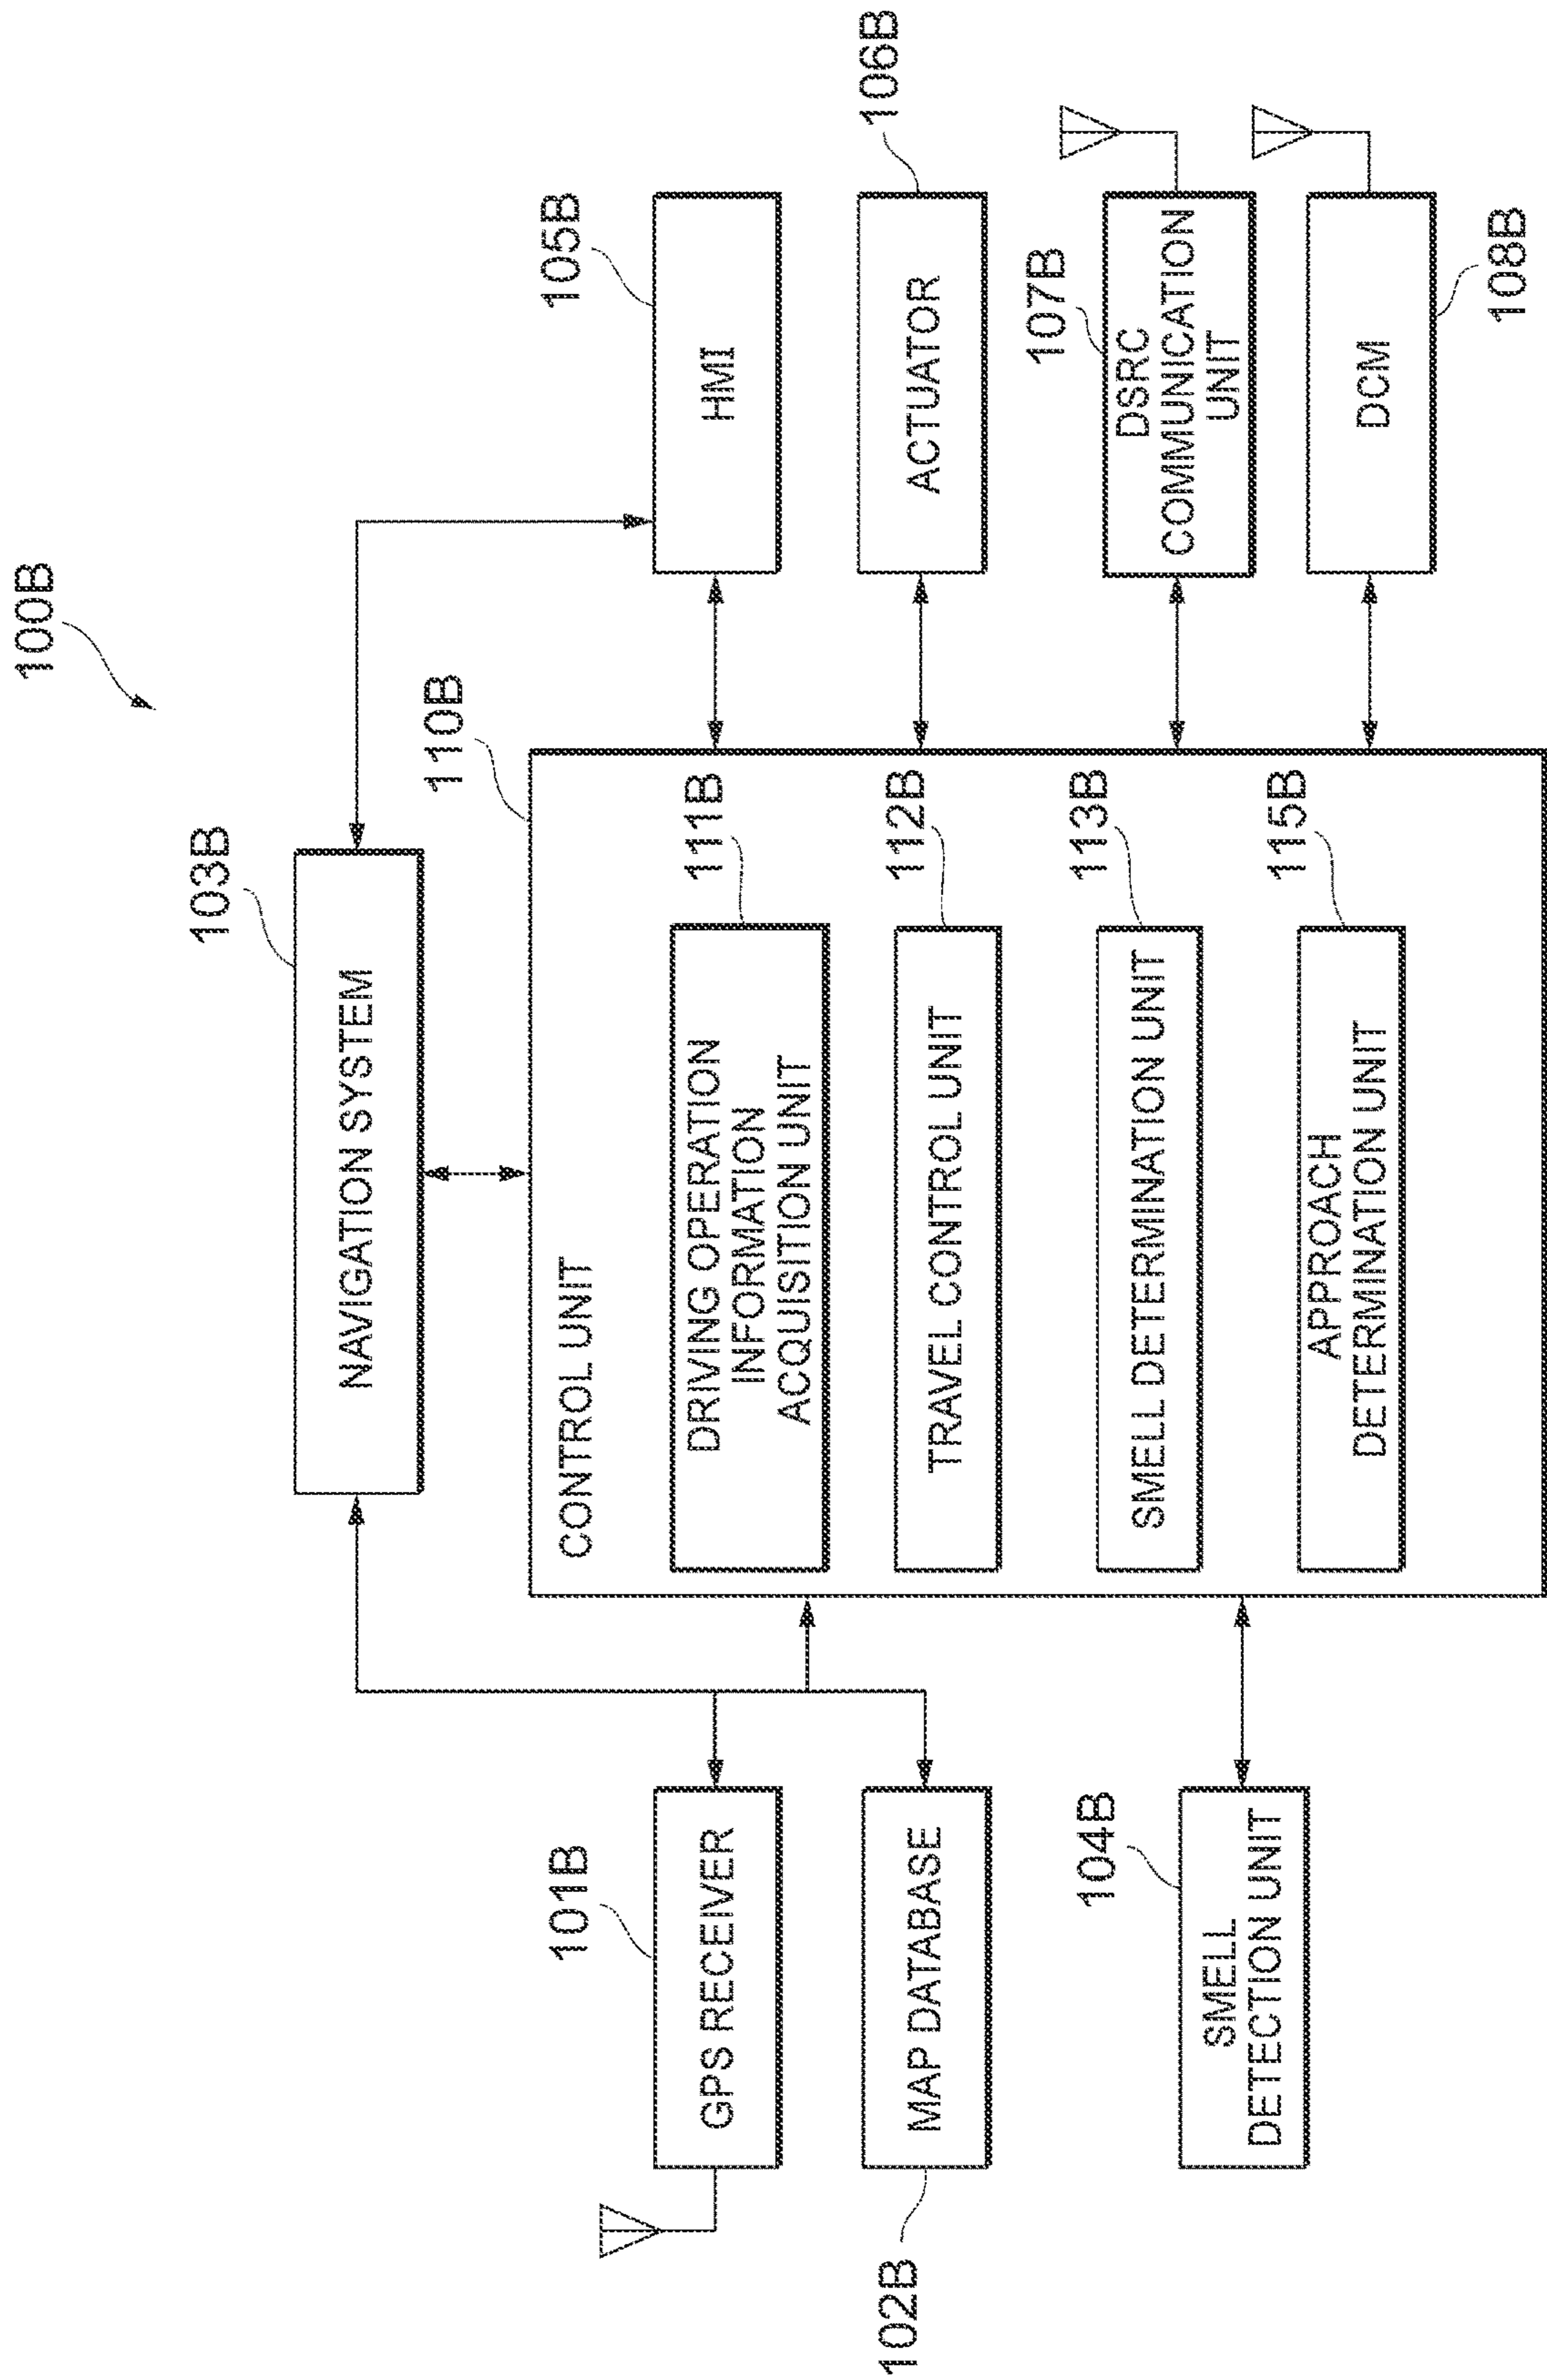 100B
103B
NAVIGATION SYSTEM
110B
CONTROL UNIT
101B
GPS RECEIVER
111B
DRIVING OPERATION
INFORMATION
ACQUISITION UNIT
105B
HMI
102B
MAP DATABASE
112B
TRAVEL CONTROL UNIT
106B
ACTUATOR
104B
SMELL
DETECTION UNIT
113B
SMELL DETERMINATION UNIT
107B
DSRC
COMMUNICATION
UNIT
115B
APPROACH
DETERMINATION UNIT
DCM
108B